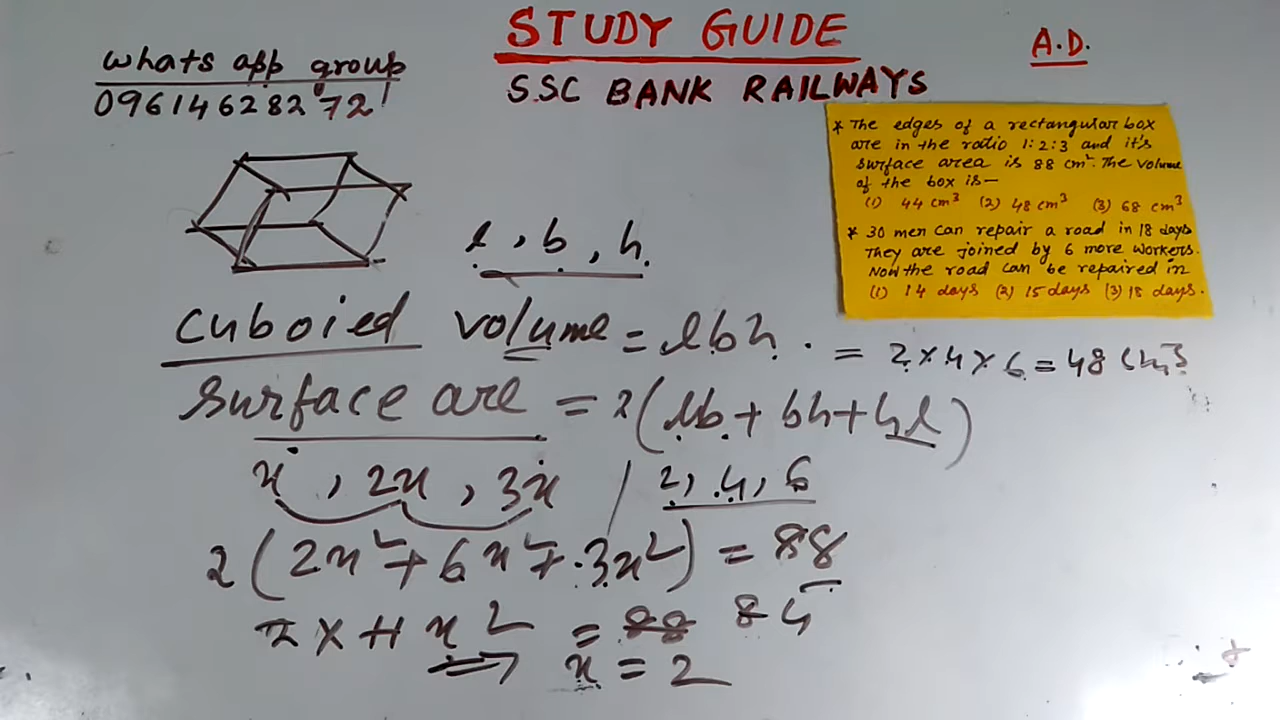 STUDY GUIDE
A.D.
whats app group
09614628272
SSC BANK RAILWAYS
* The edges of a rectangular box
are in the ratio 1:2:3 and it's
surface area is 88 cm². The volume
of the box is—
(1) 44 cm³ (2) 48 cm³ (3) 68 cm³
* 30 men can repair a road in 18 days
They are joined by 6 more workers.
Now the road can be repaired in
(1) 14 days (2) 15 days (3) 18 days.
l, b, h.
cuboied volume = lbh. = 2×4×6 = 48 cm³
surface are = 2(lb + bh + hl)
x, 2x, 3x / 2, 4, 6
2(2x² + 6x² + 3x²) = 88
2 × 11 x² = 88 84
x = 2